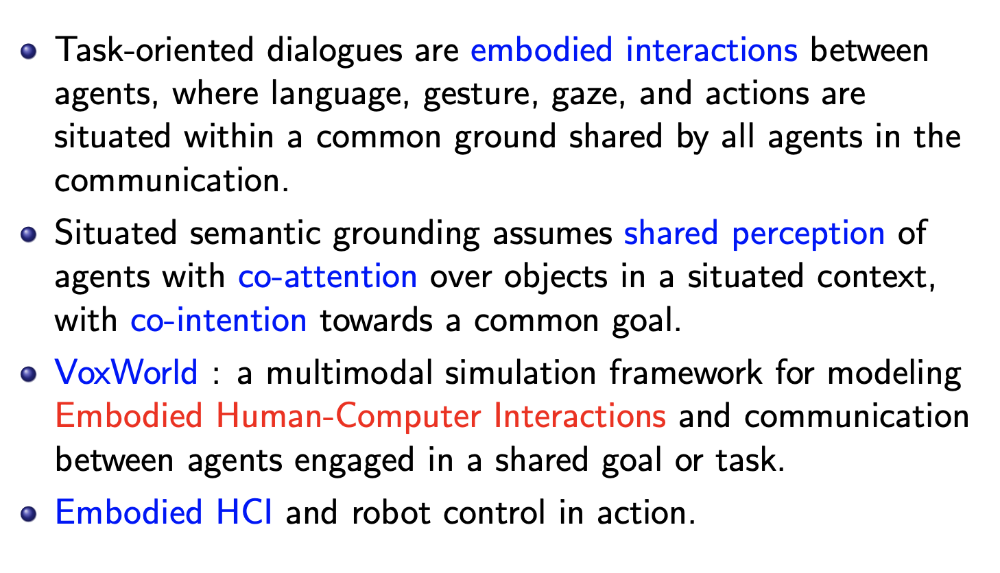 Task-oriented dialogues are embodied interactions between
agents, where language, gesture, gaze, and actions are
situated within a common ground shared by all agents in the
communication.
Situated semantic grounding assumes shared perception of
agents with co-attention over objects in a situated context,
with co-intention towards a common goal.
VoxWorld : a multimodal simulation framework for modeling
Embodied Human-Computer Interactions and communication
between agents engaged in a shared goal or task.
Embodied HCI and robot control in action.